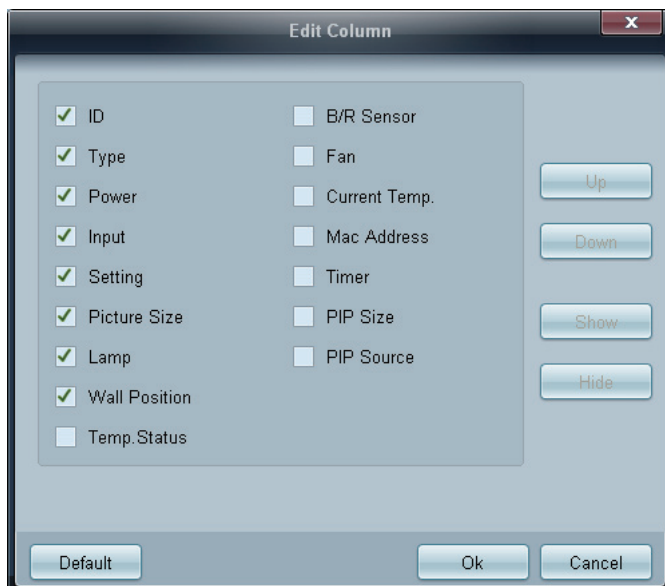 Edit Column
x
ID
Type
Power
Input
Setting
Picture Size
Lamp
Wall Position
Temp.Status
B/R Sensor
Fan
Current Temp.
Mac Address
Timer
PIP Size
PIP Source
Up
Down
Show
Hide
Default
Ok
Cancel